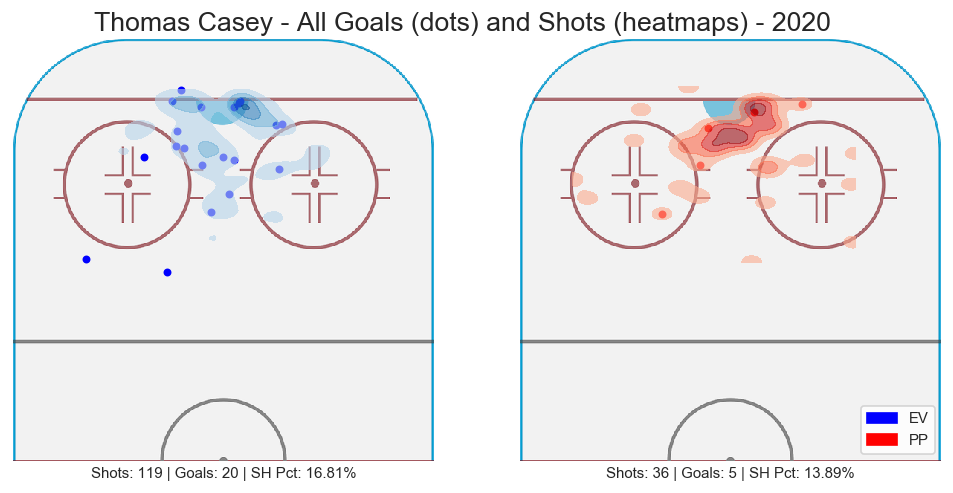 Thomas Casey - All Goals (dots) and Shots (heatmaps) - 2020
EV
PP
Shots: 119 | Goals: 20 | SH Pct: 16.81%
Shots: 36 | Goals: 5 | SH Pct: 13.89%